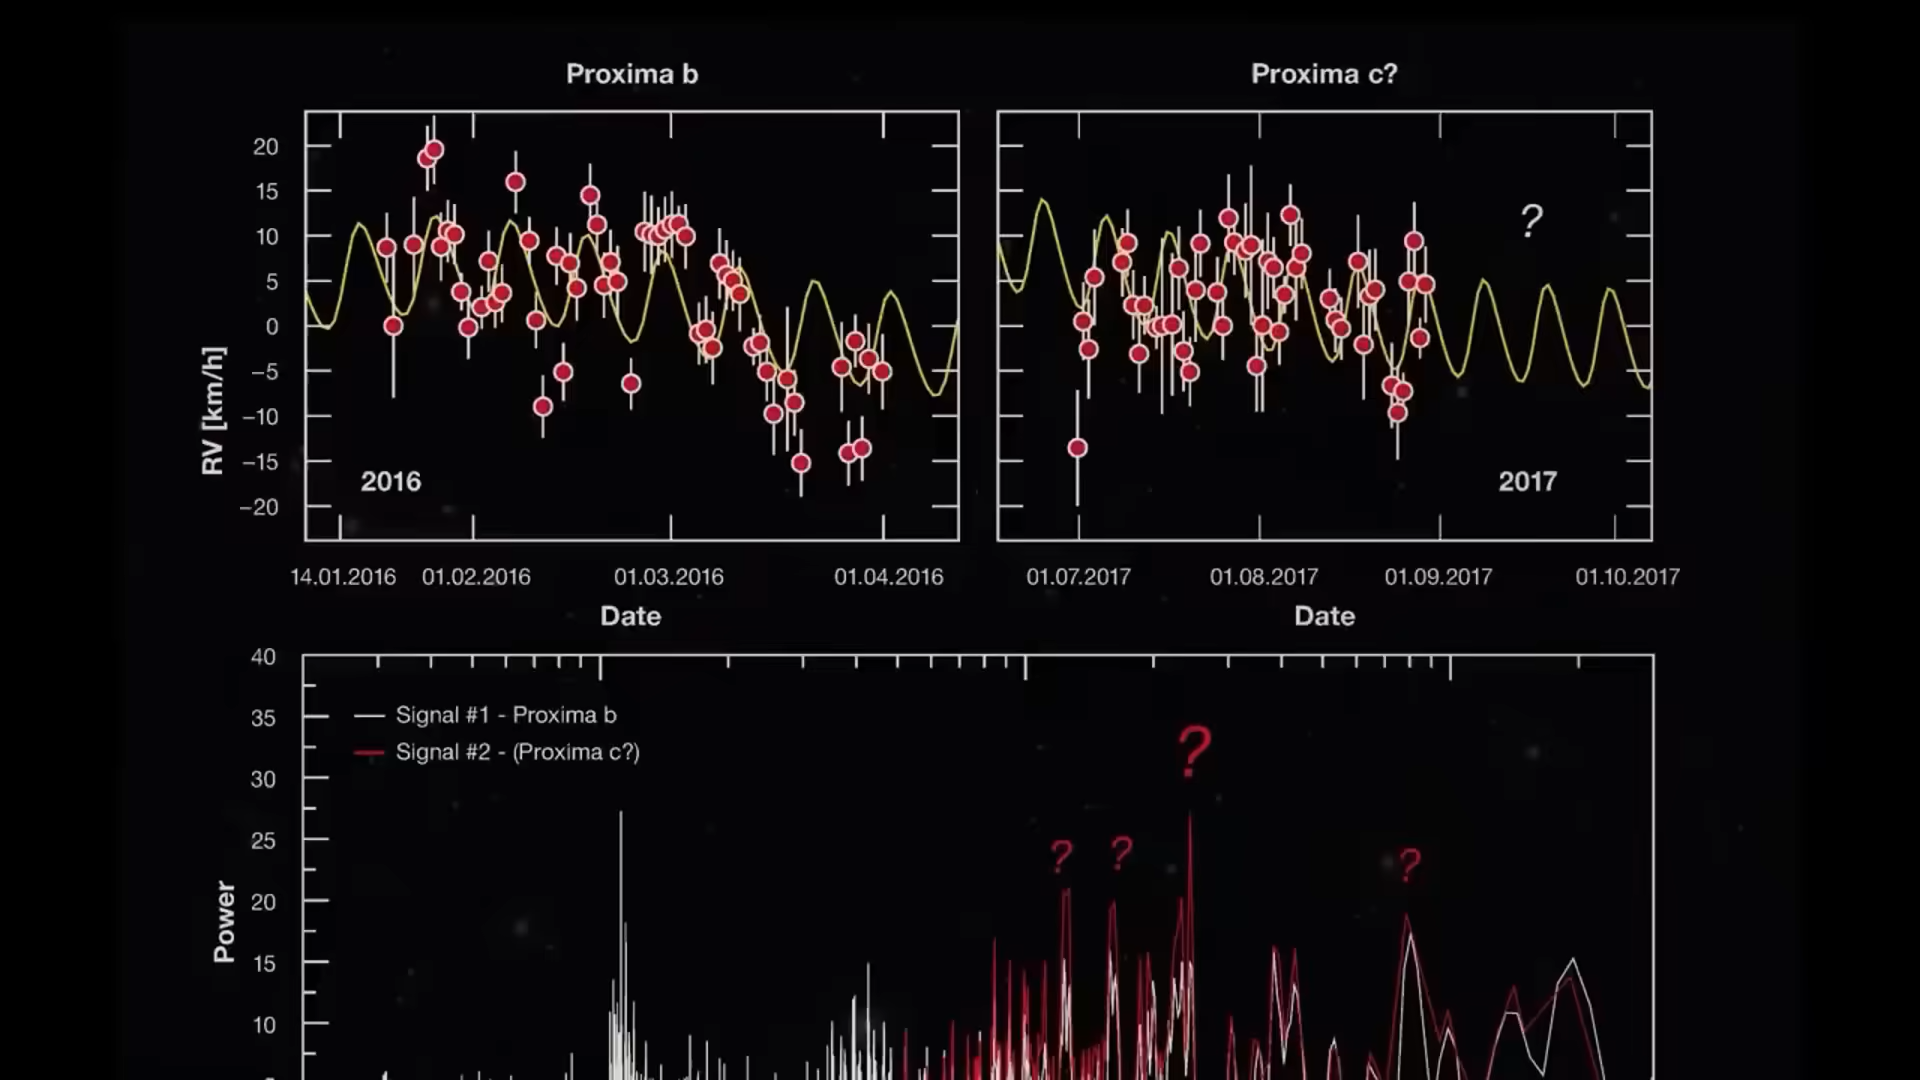 Proxima b
Proxima c?
20
15
10
5
0
−5
−10
−15
−20
RV [km/h]
2016
?
2017
14.01.2016 01.02.2016 01.03.2016 01.04.2016
01.07.2017 01.08.2017 01.09.2017 01.10.2017
Date
Date
40
35
30
25
20
15
10
Power
Signal #1 - Proxima b
Signal #2 - (Proxima c?)
?
? ? ?